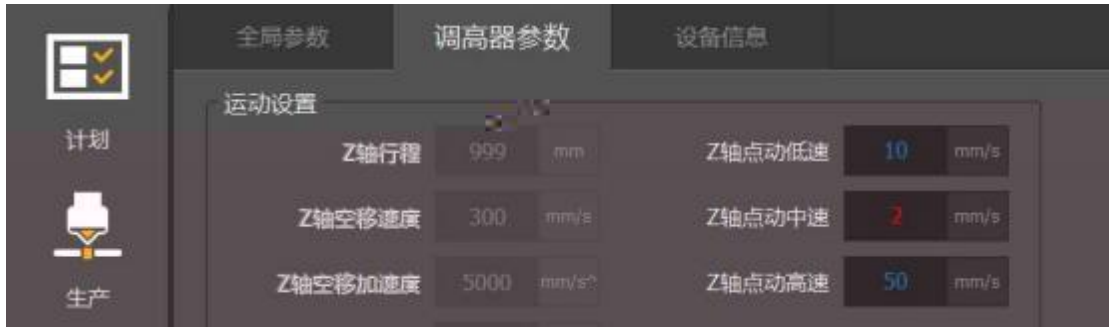 全局参数 调高器参数 设备信息
运动设置
计划
Z轴行程 999 mm Z轴点动低速 10 mm/s
Z轴空移速度 300 mm/s Z轴点动中速 2 mm/s
Z轴空移加速度 5000 mm/s^ Z轴点动高速 50 mm/s
生产